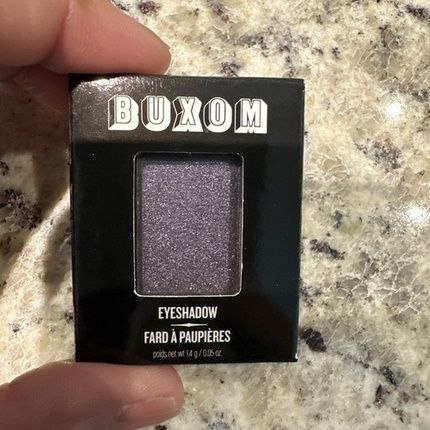 BUXOM
EYESHADOW
FARD À PAUPIÈRES
poids net wt 1.4 g / 0.05 oz.